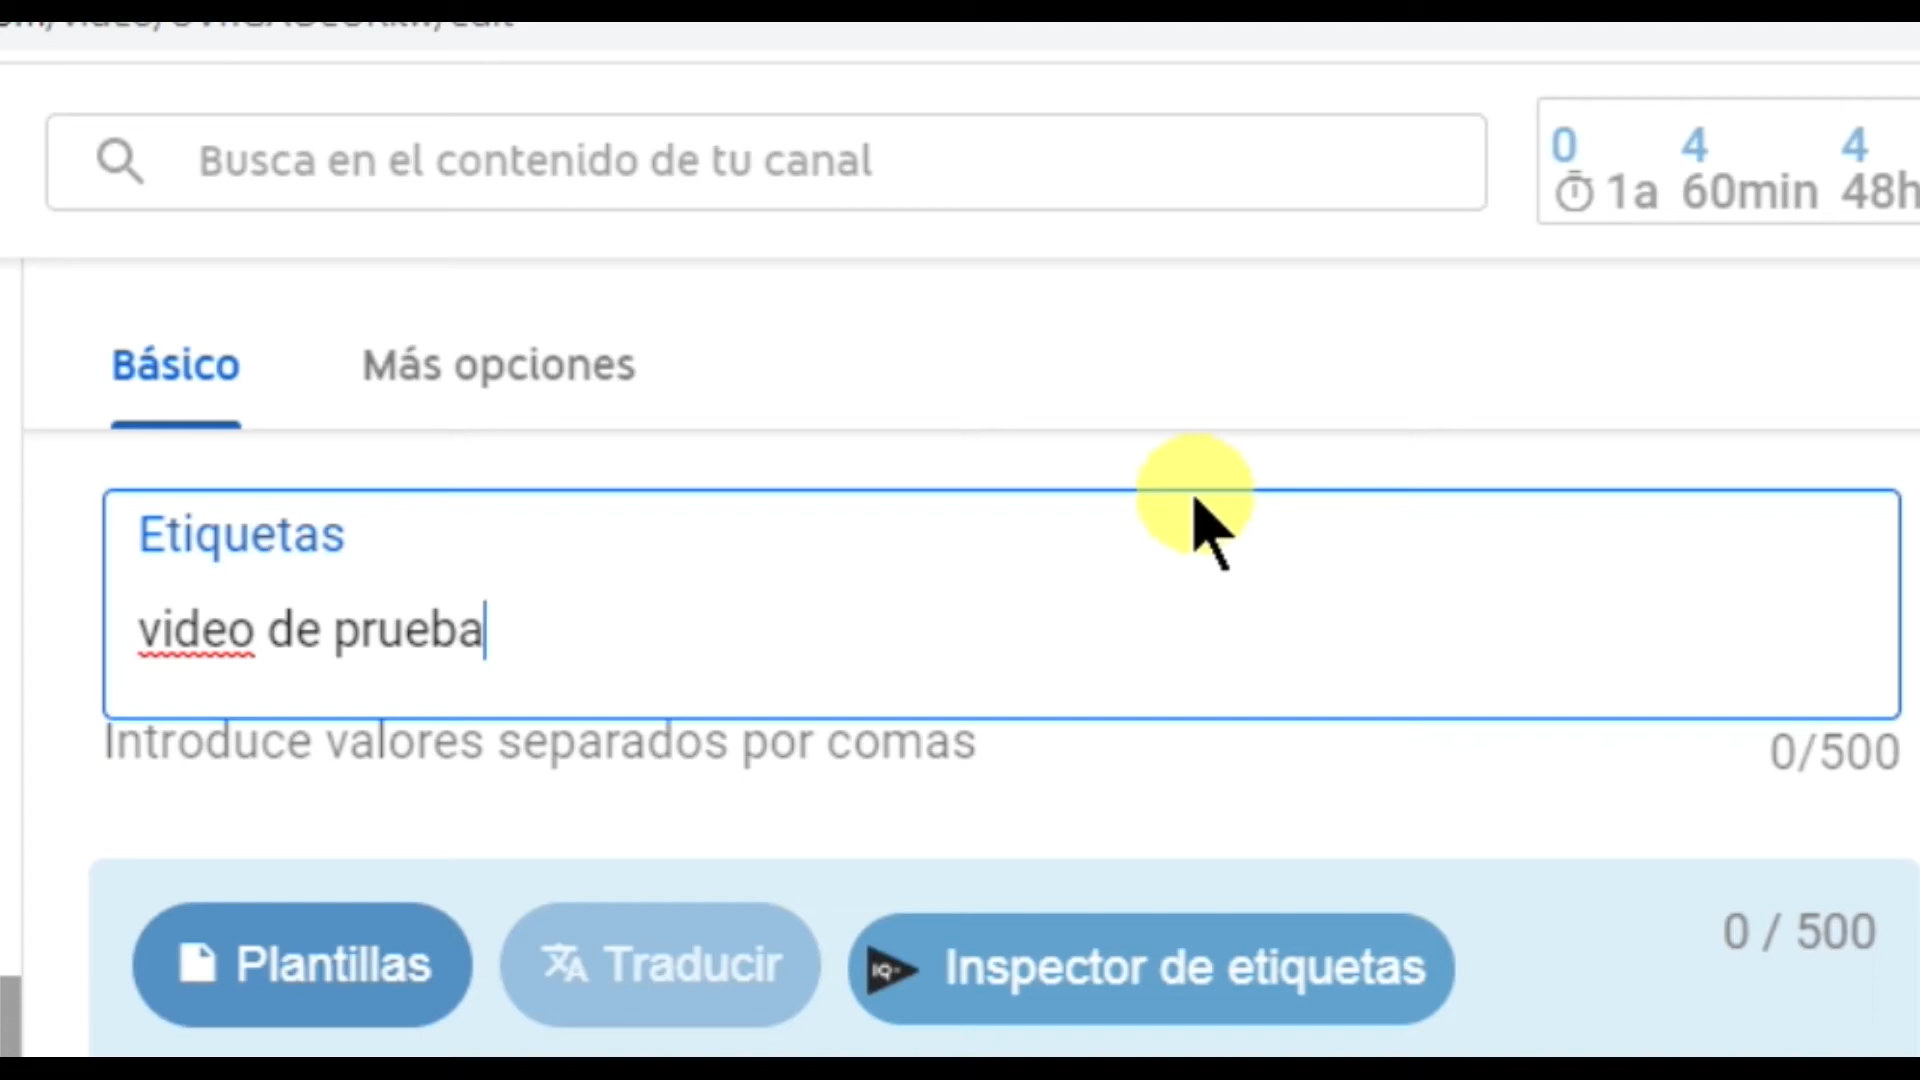 Busca en el contenido de tu canal
0 4 4
1a 60min 48h
Básico Más opciones
Etiquetas
video de prueba
Introduce valores separados por comas 0/500
Plantillas Traducir IQ Inspector de etiquetas 0 / 500